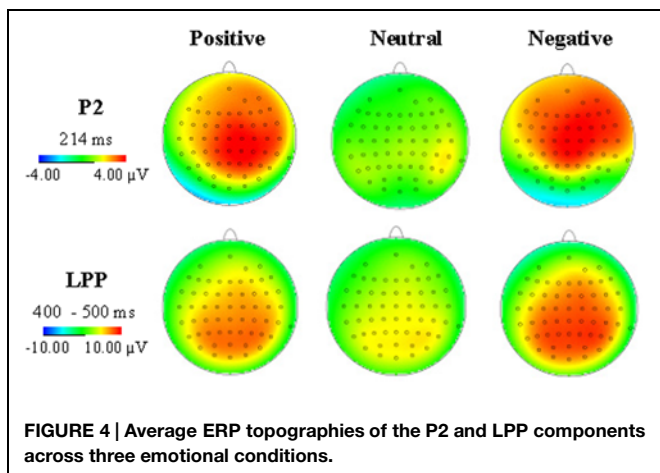 Positive Neutral Negative
P2
214 ms
-4.00 4.00 µV
LPP
400 - 500 ms
-10.00 10.00 µV
FIGURE 4 | Average ERP topographies of the P2 and LPP components
across three emotional conditions.